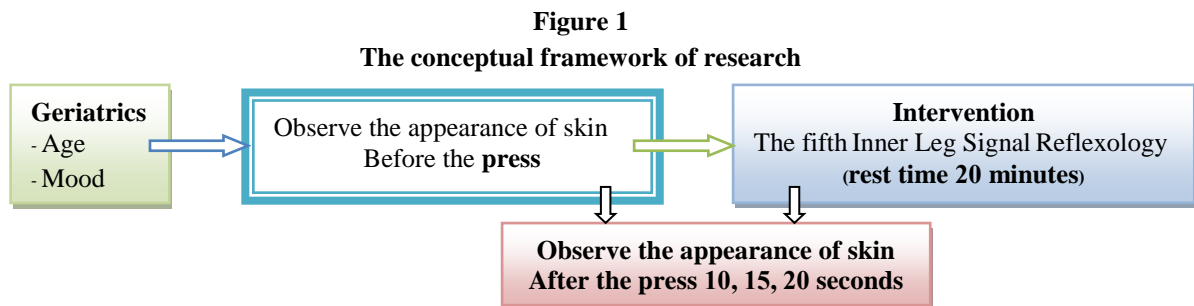 Figure 1
The conceptual framework of research
Geriatrics
- Age
- Mood
Observe the appearance of skin
Before the press
Intervention
The fifth Inner Leg Signal Reflexology
(rest time 20 minutes)
Observe the appearance of skin
After the press 10, 15, 20 seconds